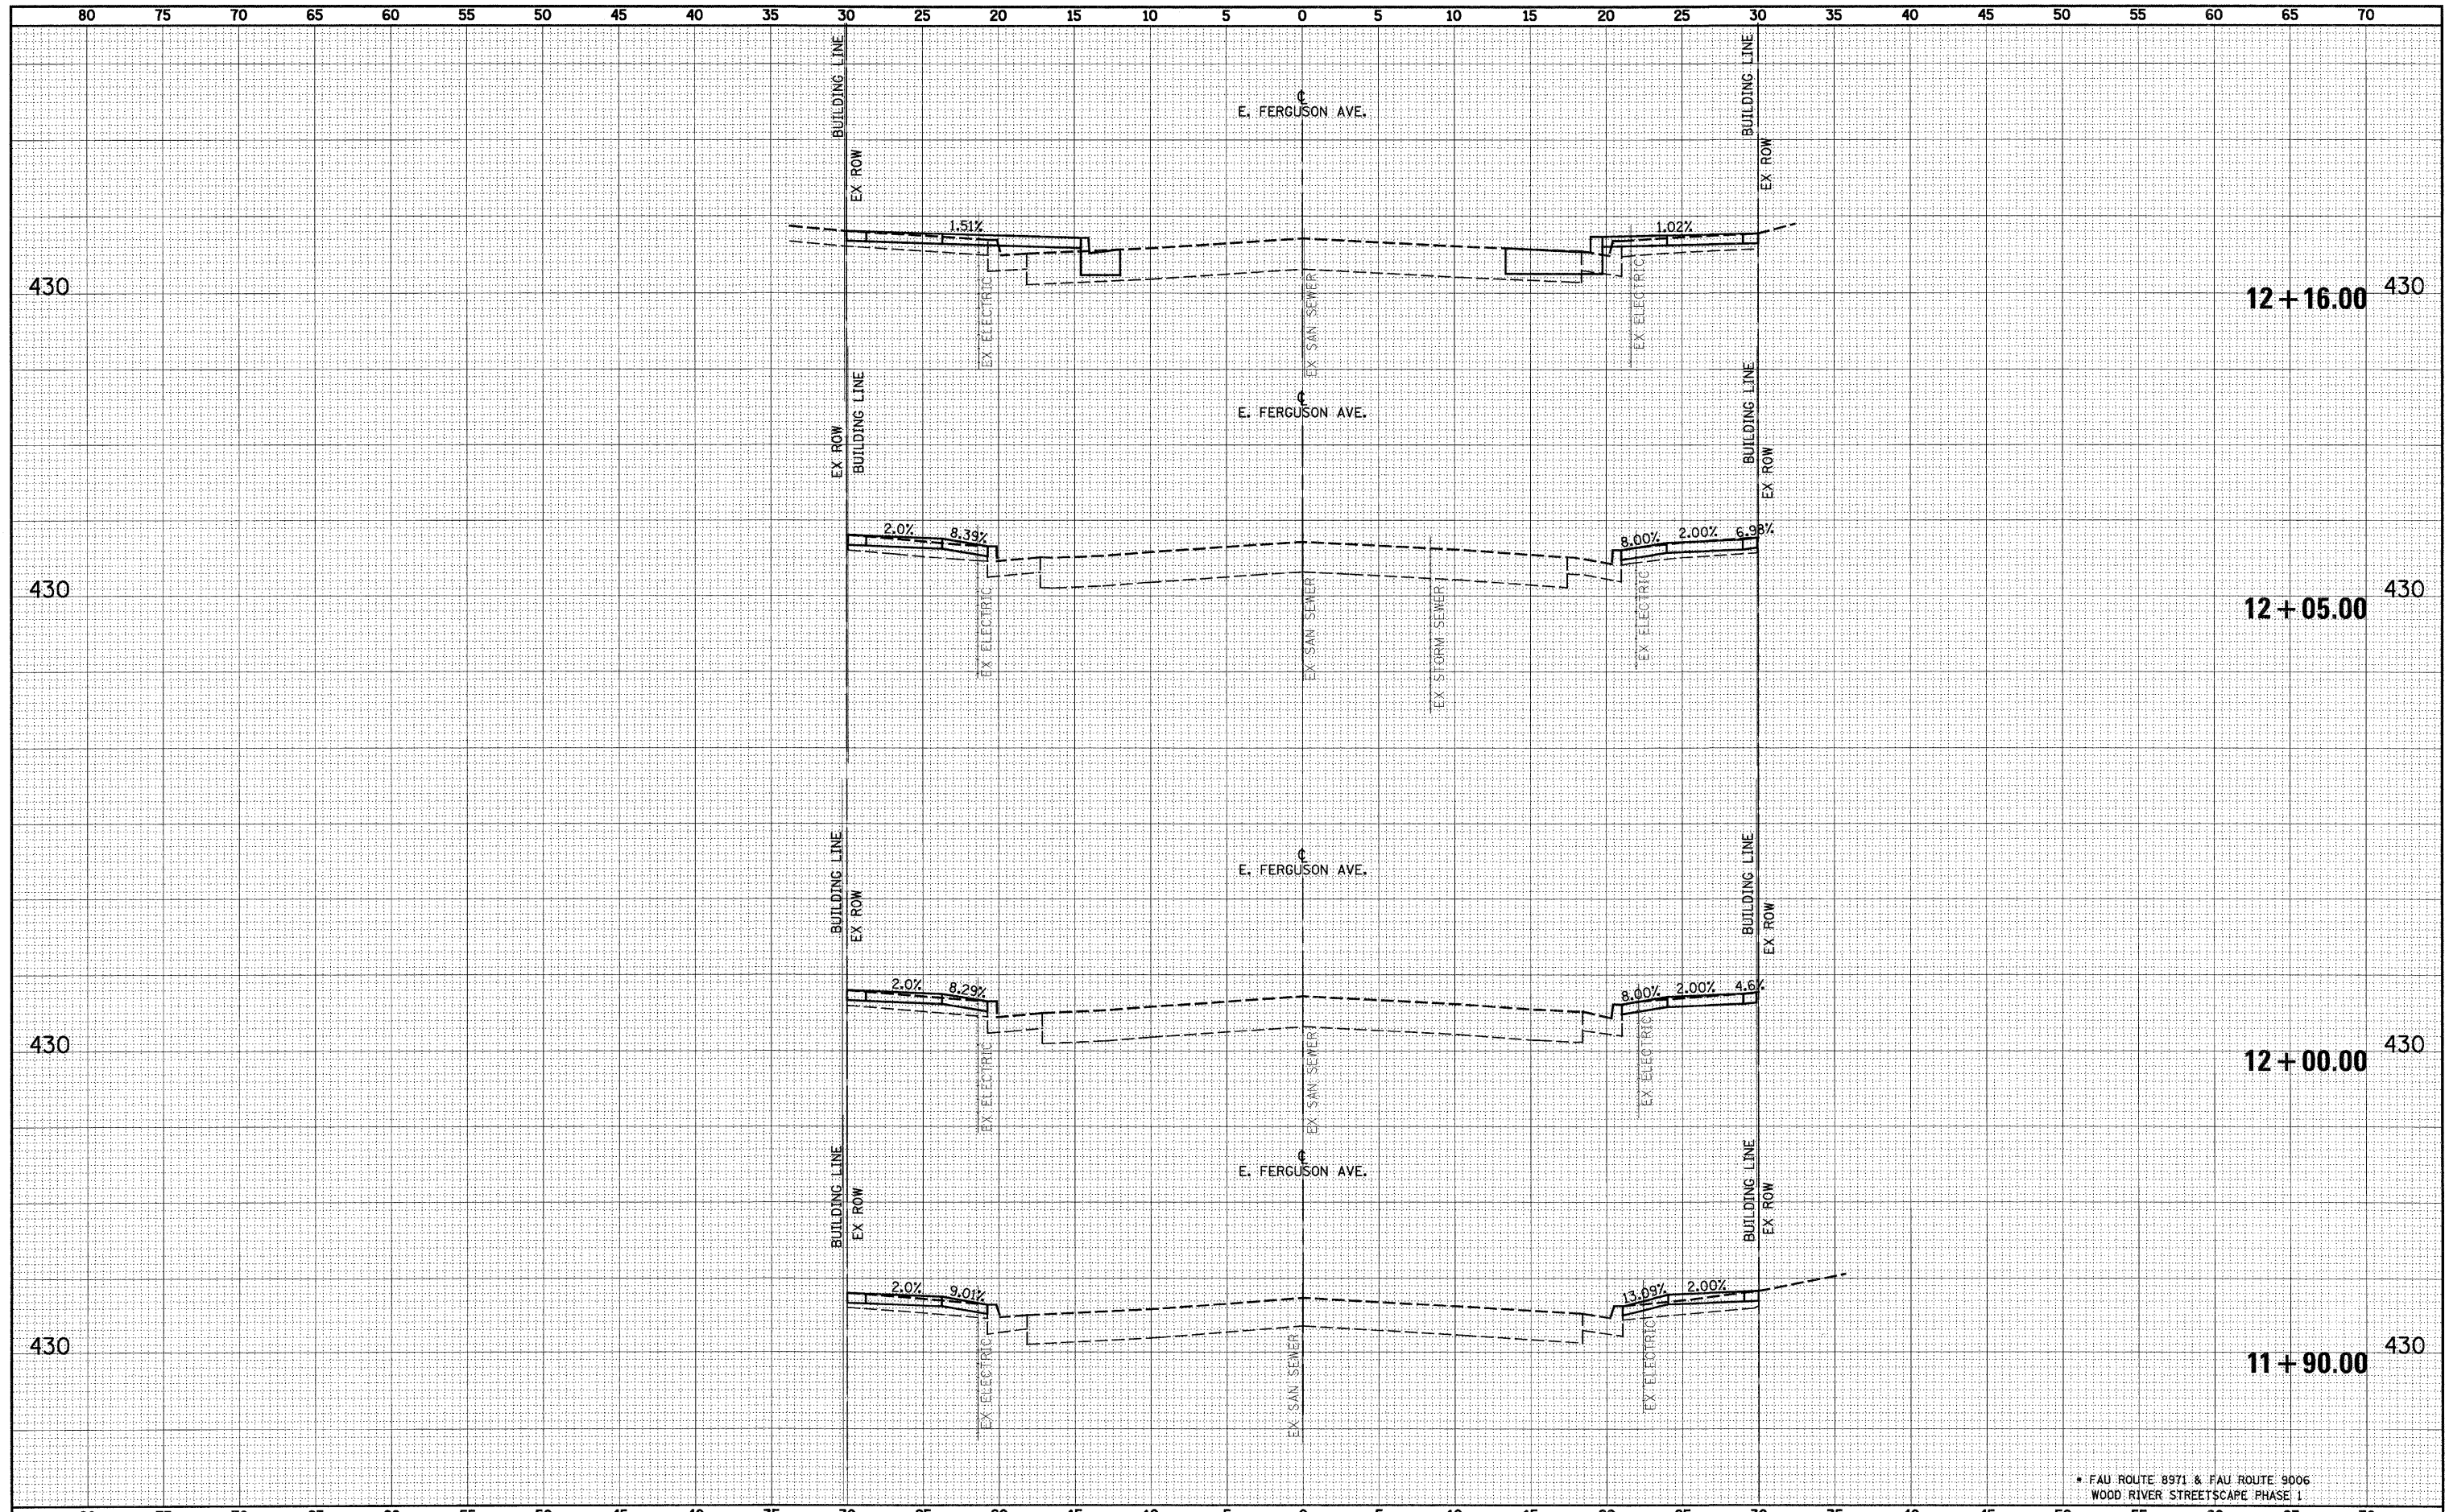 80 75 70 65 60 55 50 45 40 35 30 25 20 15 10 5 0 5 10 15 20 25 30 35 40 45 50 55 60 65 70
BUILDING LINE
EX ROW
℄
E. FERGUSON AVE.
BUILDING LINE
EX ROW
1.51%
1.02%
430
EX ELECTRIC
EX SAN SEWER
EX ELECTRIC
12+16.00
430
EX ROW
BUILDING LINE
℄
E. FERGUSON AVE.
BUILDING LINE
EX ROW
2.0%
8.39%
8.00%
2.00%
6.98%
430
EX ELECTRIC
EX SAN SEWER
EX STORM SEWER
EX ELECTRIC
12+05.00
430
BUILDING LINE
EX ROW
℄
E. FERGUSON AVE.
BUILDING LINE
EX ROW
2.0%
8.29%
8.00%
2.00%
4.6%
430
EX ELECTRIC
EX SAN SEWER
EX ELECTRIC
12+00.00
430
BUILDING LINE
EX ROW
℄
E. FERGUSON AVE.
BUILDING LINE
EX ROW
2.0%
9.01%
13.09%
2.00%
430
EX ELECTRIC
EX SAN SEWER
EX ELECTRIC
11+90.00
430
* FAU ROUTE 8971 & FAU ROUTE 9006
WOOD RIVER STREETSCAPE PHASE 1